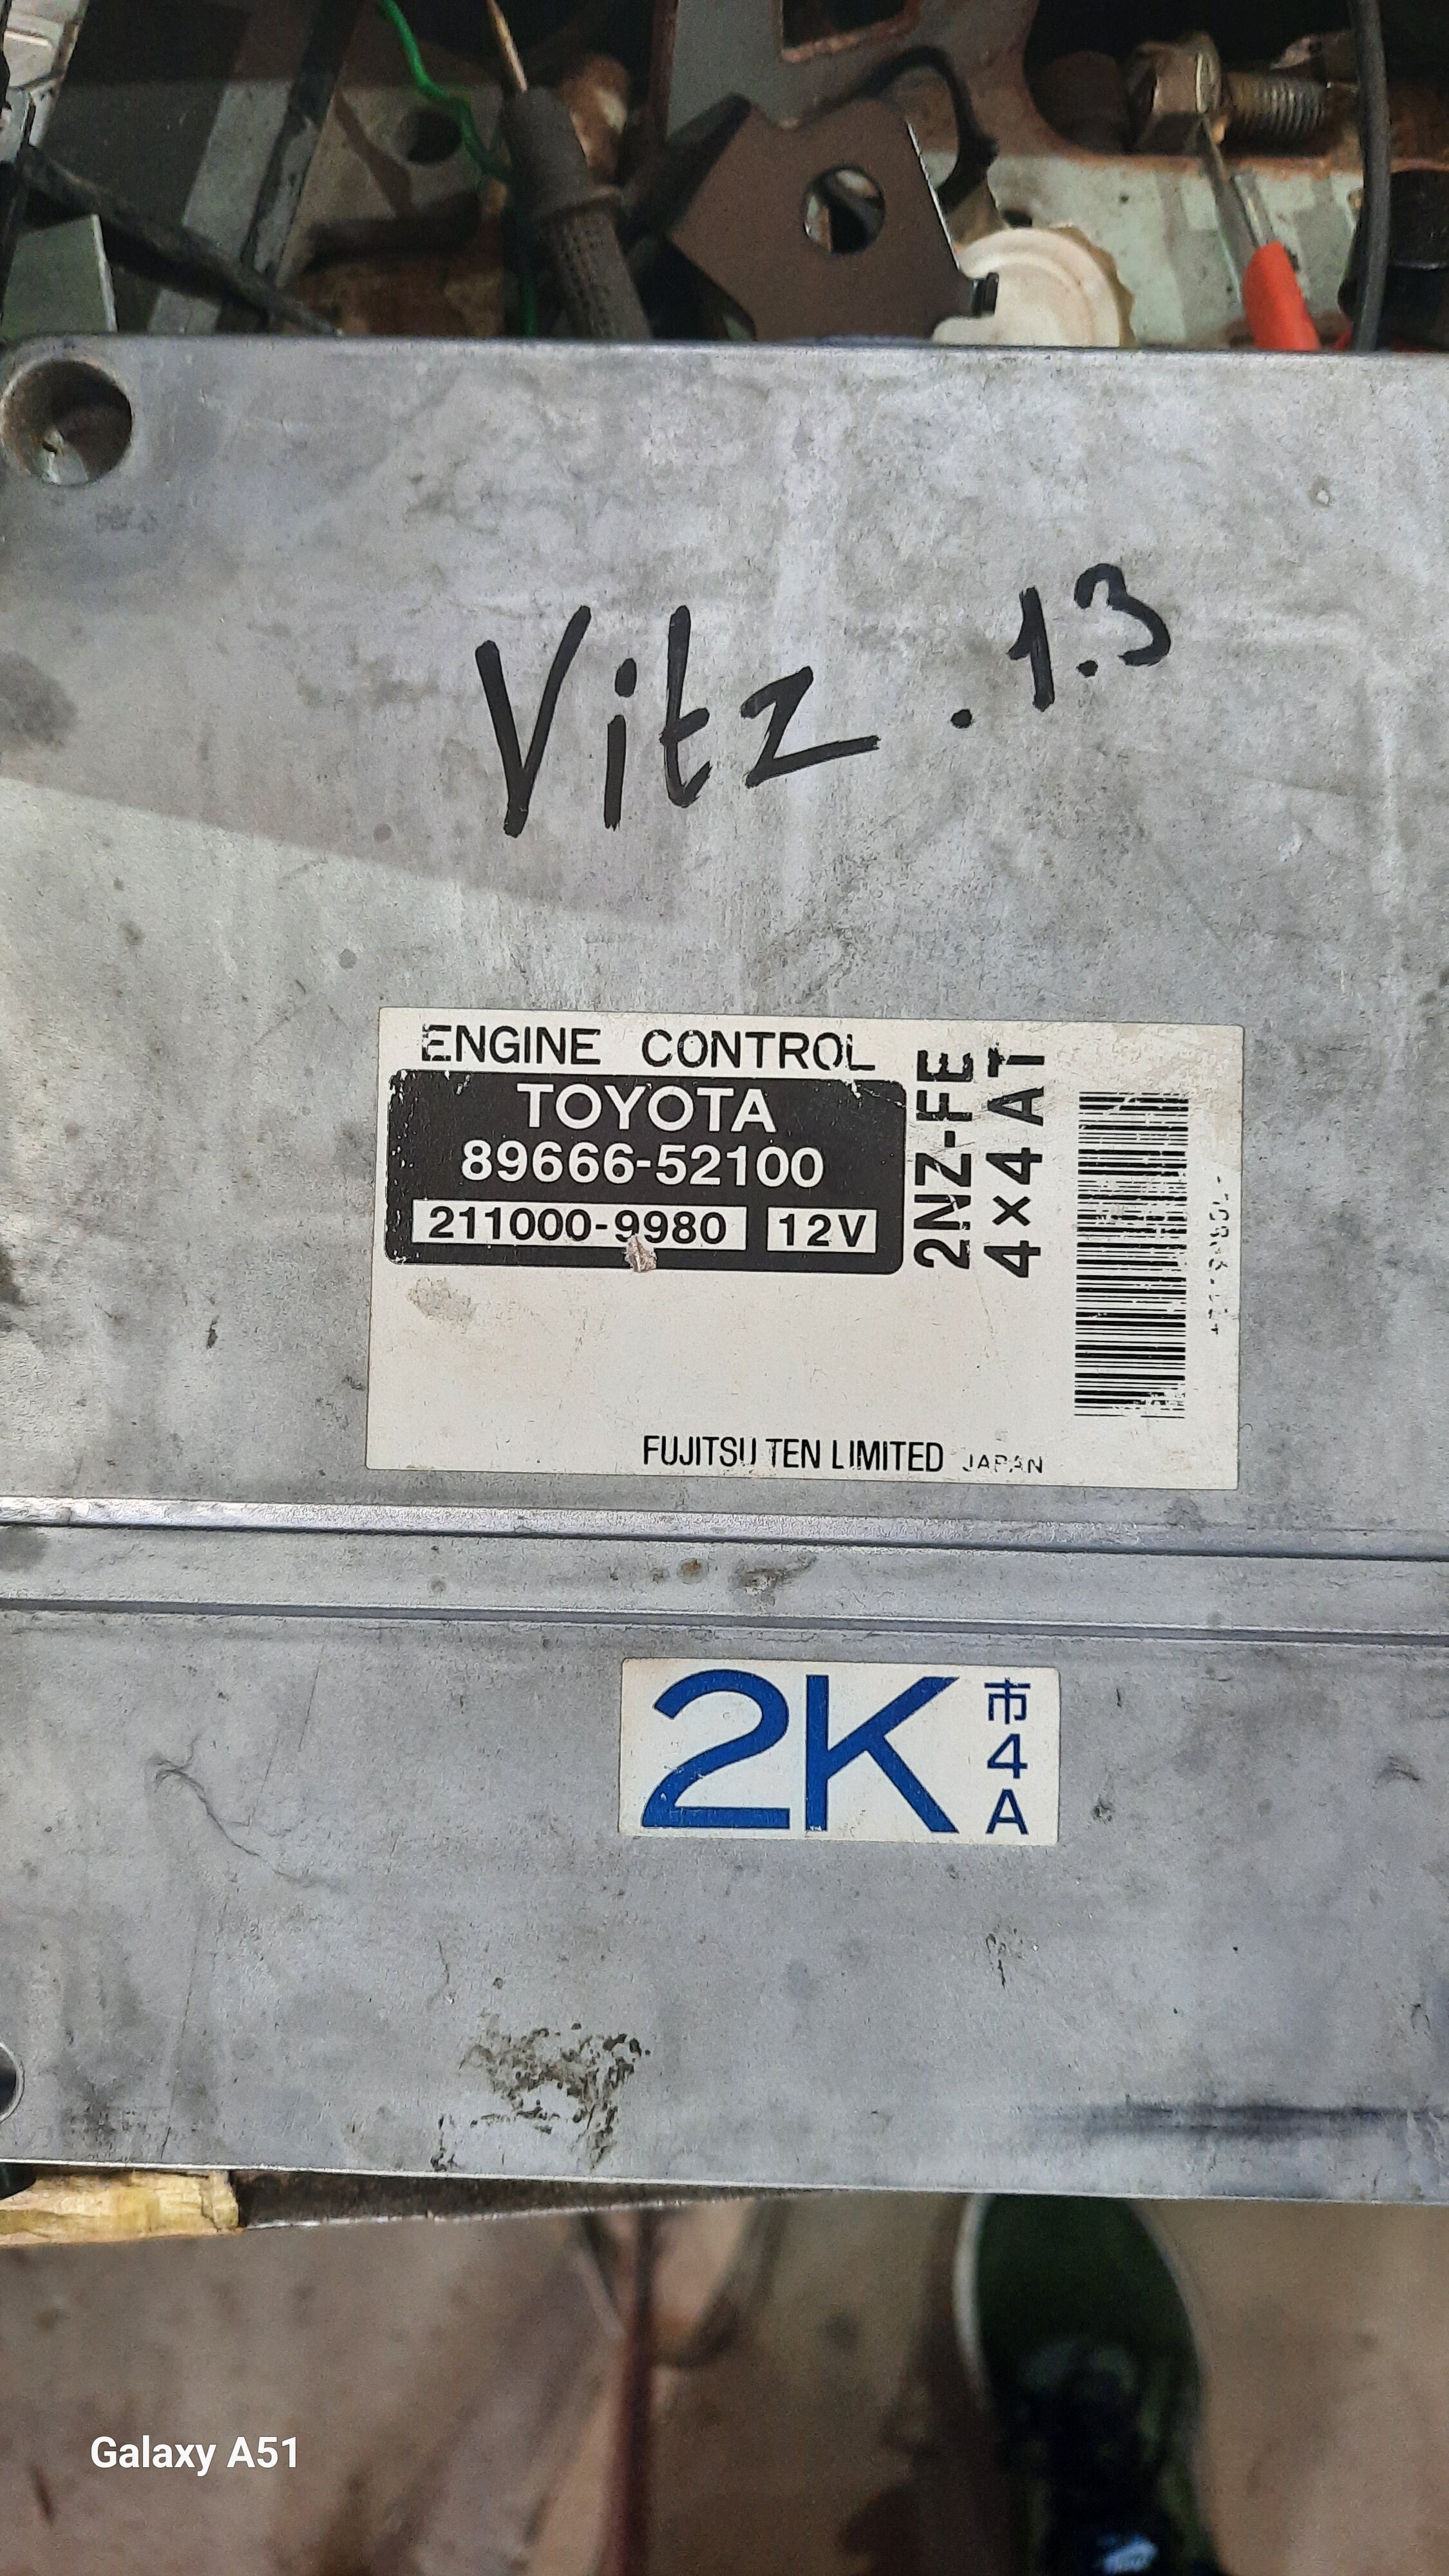 Vitz . 1.3
ENGINE CONTROL
TOYOTA
89666-52100
211000-9980 12V
2NZ-FE
4×4 AT
FUJITSU TEN LIMITED JAPAN
2K
市
4
A
Galaxy A51